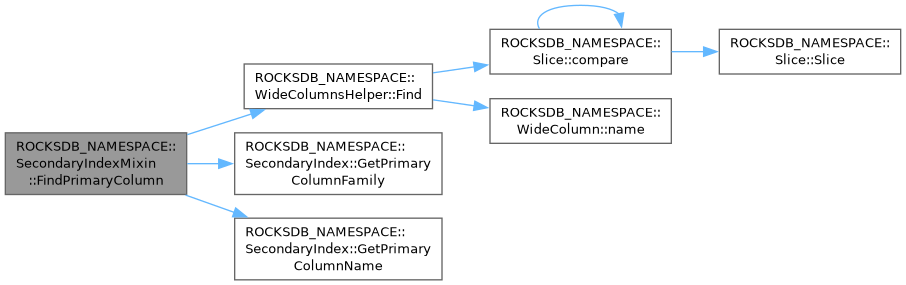 ROCKSDB_NAMESPACE::
SecondaryIndexMixin
::FindPrimaryColumn
ROCKSDB_NAMESPACE::
WideColumnsHelper::Find
ROCKSDB_NAMESPACE::
Slice::compare
ROCKSDB_NAMESPACE::
Slice::Slice
ROCKSDB_NAMESPACE::
WideColumn::name
ROCKSDB_NAMESPACE::
SecondaryIndex::GetPrimary
ColumnFamily
ROCKSDB_NAMESPACE::
SecondaryIndex::GetPrimary
ColumnName